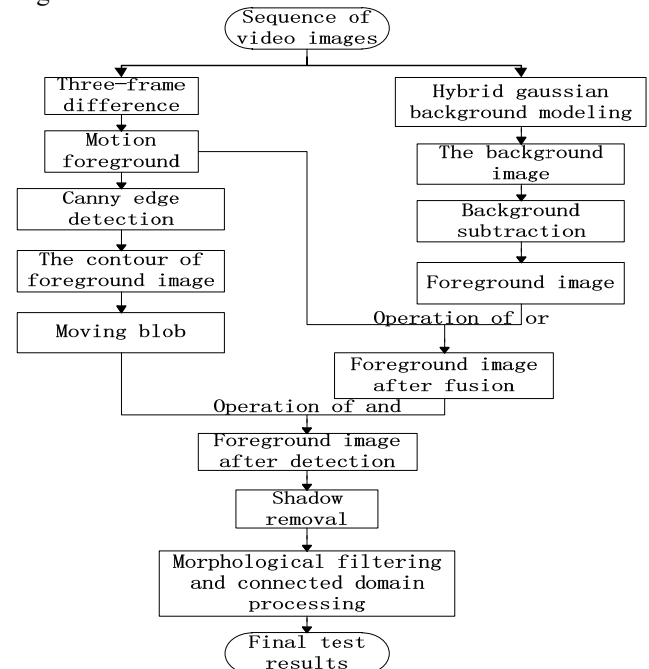 Sequence of
video images
Three-frame
difference
Hybrid gaussian
background modeling
Motion
foreground
The background
image
Canny edge
detection
Background
subtraction
The contour of
foreground image
Foreground image
Moving blob
Operation of or
Foreground image
after fusion
Operation of and
Foreground image
after detection
Shadow
removal
Morphological filtering
and connected domain
processing
Final test
results